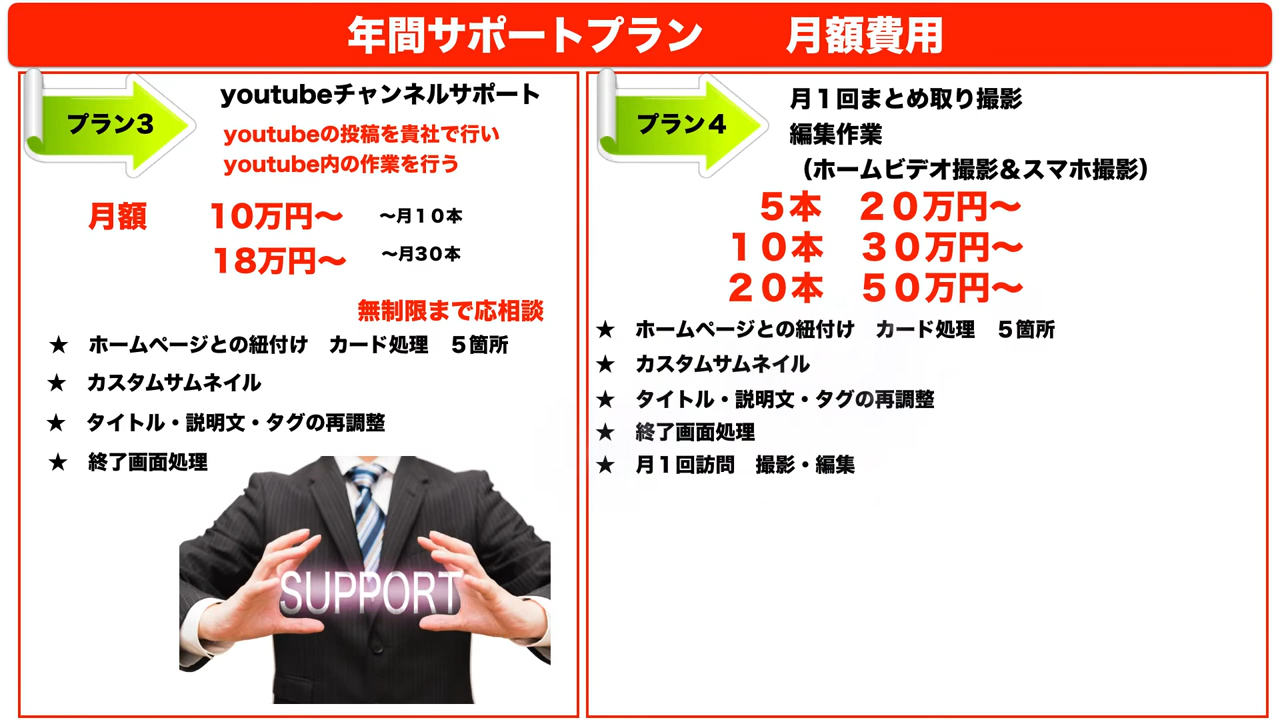 年間サポートプラン　　月額費用
プラン3
youtubeチャンネルサポート
youtubeの投稿を貴社で行い
youtube内の作業を行う
月額　　10万円〜　〜月１０本
18万円〜　〜月3０本
無制限まで応相談
★　ホームページとの紐付け　カード処理　５箇所
★　カスタムサムネイル
★　タイトル・説明文・タグの再調整
★　終了画面処理
SUPPORT
プラン４
月１回まとめ取り撮影
編集作業
（ホームビデオ撮影＆スマホ撮影）
５本　２０万円〜
１０本　３０万円〜
２０本　５０万円〜
★　ホームページとの紐付け　カード処理　５箇所
★　カスタムサムネイル
★　タイトル・説明文・タグの再調整
★　終了画面処理
★　月１回訪問　撮影・編集